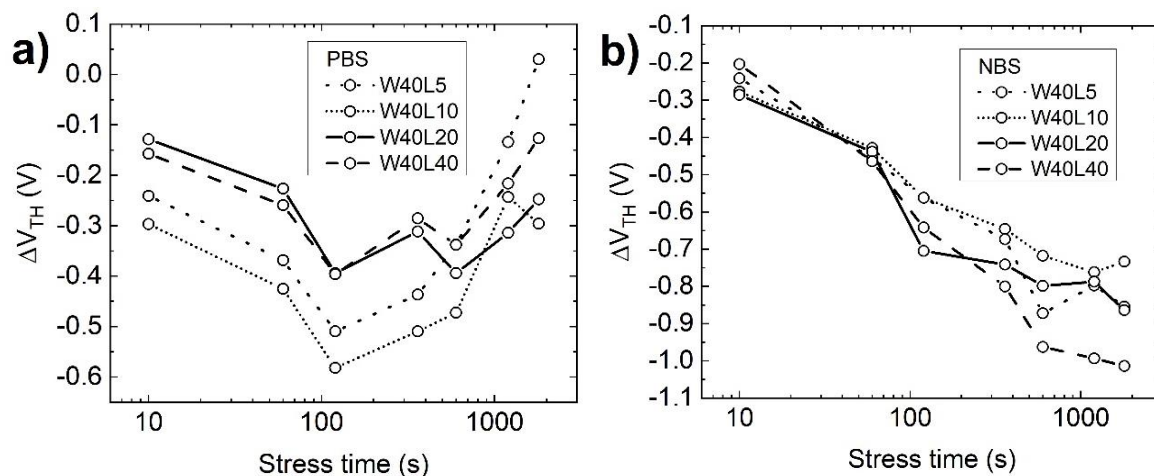 a)
PBS
W40L5
W40L10
W40L20
W40L40
0.1
0.0
-0.1
-0.2
-0.3
-0.4
-0.5
-0.6
ΔV_TH (V)
10
100
1000
Stress time (s)
b)
NBS
W40L5
W40L10
W40L20
W40L40
-0.1
-0.2
-0.3
-0.4
-0.5
-0.6
-0.7
-0.8
-0.9
-1.0
-1.1
ΔV_TH (V)
10
100
1000
Stress time (s)